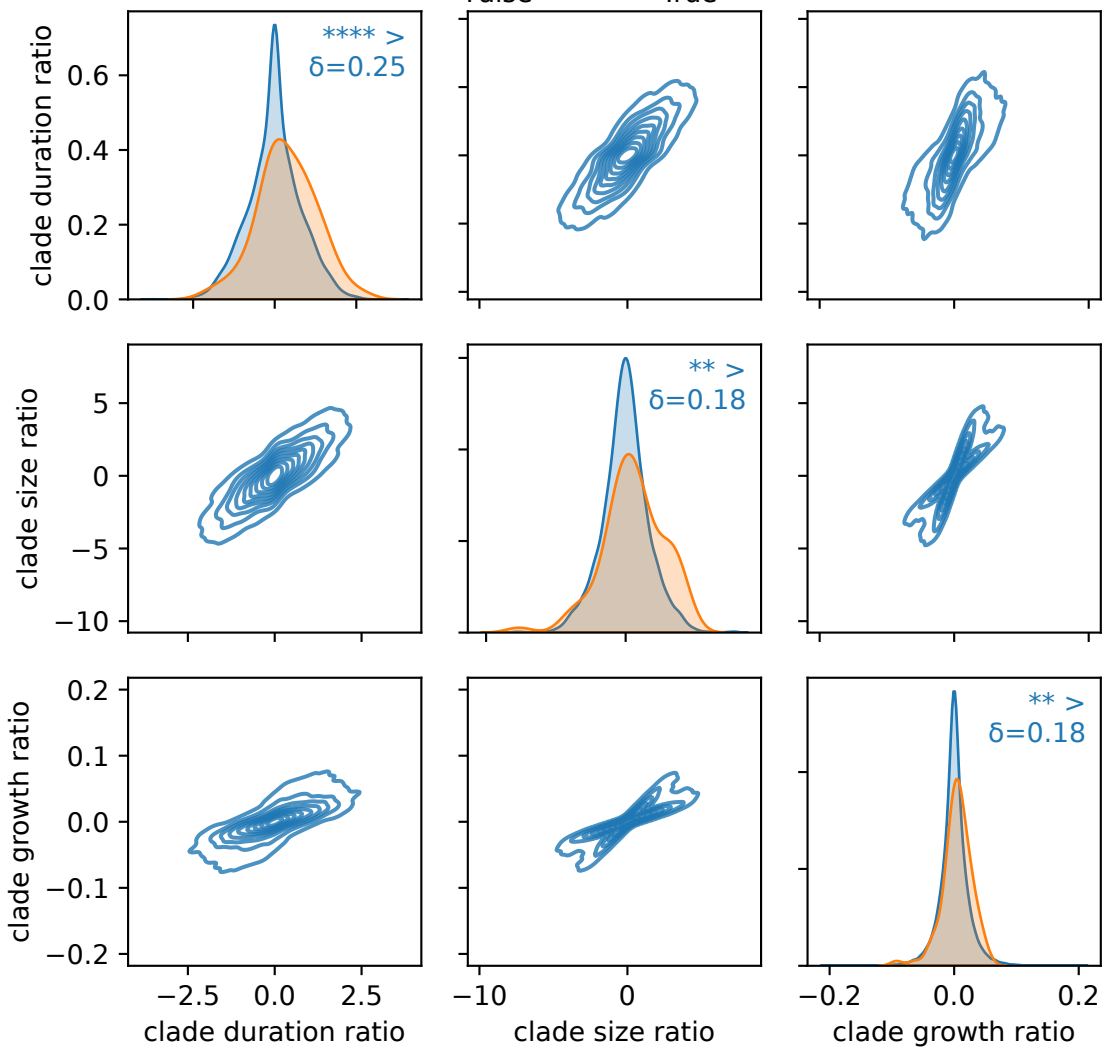 clade duration ratio
0.6
0.4
0.2
0.0
**** >
δ=0.25
clade size ratio
5
0
−5
−10
** >
δ=0.18
clade growth ratio
0.2
0.1
0.0
−0.1
−0.2
** >
δ=0.18
−2.5 0.0 2.5
−10 0
−0.2 0.0 0.2
clade duration ratio
clade size ratio
clade growth ratio